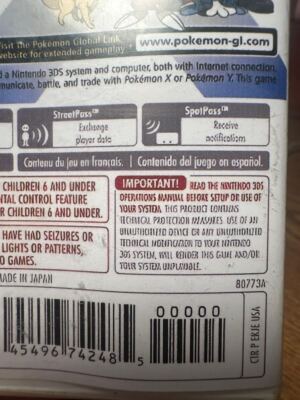 Visit the Pokémon Global Link
website for extended gameplay
www.pokemon-gl.com
d a Nintendo 3DS system and computer, both with Internet connection.
municate, battle, and trade with Pokémon X or Pokémon Y. This game
StreetPass™
Exchange
player data
SpotPass™
Receive
notifications
Contenu du jeu en français.
Contenido del juego en español.
CHILDREN 6 AND UNDER
NTAL CONTROL FEATURE
R CHILDREN 6 AND UNDER.
HAVE HAD SEIZURES OR
LIGHTS OR PATTERNS,
O GAMES.
IMPORTANT! READ THE NINTENDO 3DS
OPERATIONS MANUAL BEFORE SETUP OR USE OF
YOUR SYSTEM. THIS PRODUCT CONTAINS
TECHNICAL PROTECTION MEASURES. USE OF AN
UNAUTHORIZED DEVICE OR ANY UNAUTHORIZED
TECHNICAL MODIFICATION TO YOUR NINTENDO
3DS SYSTEM, WILL RENDER THIS GAME AND/OR
YOUR SYSTEM UNPLAYABLE.
MADE IN JAPAN
80773A
00000
45496 74248 5
CTR P EKJE USA